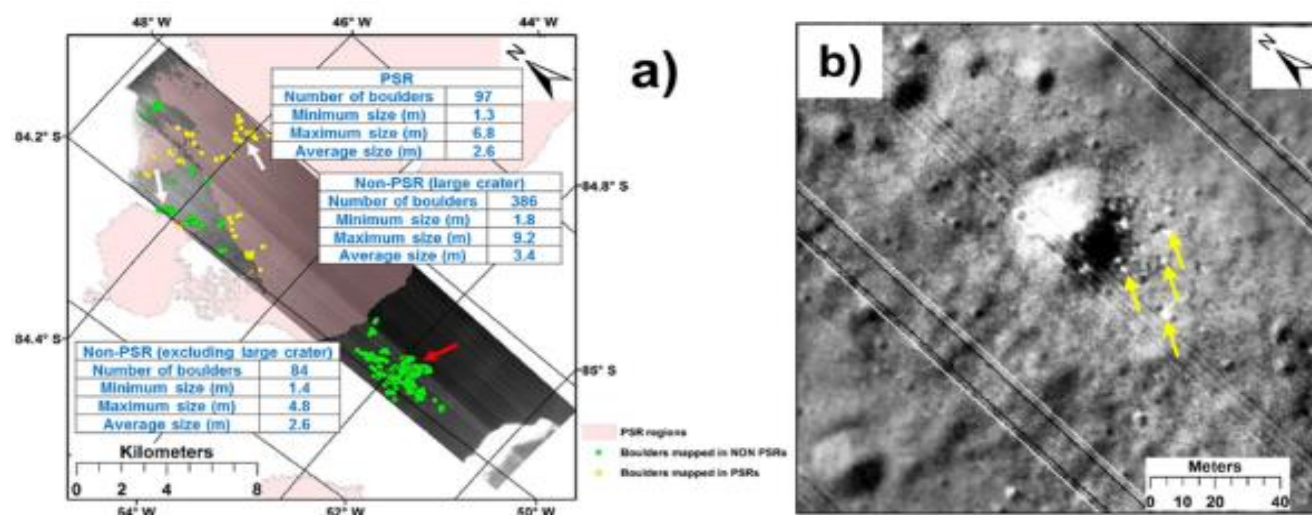 48° W 46° W 44° W
a)
PSR
Number of boulders 97
Minimum size (m) 1.3
Maximum size (m) 6.8
Average size (m) 2.6
84.2° S
Non-PSR (large crater)
Number of boulders 386
Minimum size (m) 1.8
Maximum size (m) 9.2
Average size (m) 3.4
84.8° S
84.4° S
Non-PSR (excluding large crater)
Number of boulders 84
Minimum size (m) 1.4
Maximum size (m) 4.8
Average size (m) 2.6
85° S
Kilometers
0 2 4 8
PSR regions
Boulders mapped in NON PSRs
Boulders mapped in PSRs
54° W 52° W 50° W
N
b)
N
Meters
0 5 10 20 30 40